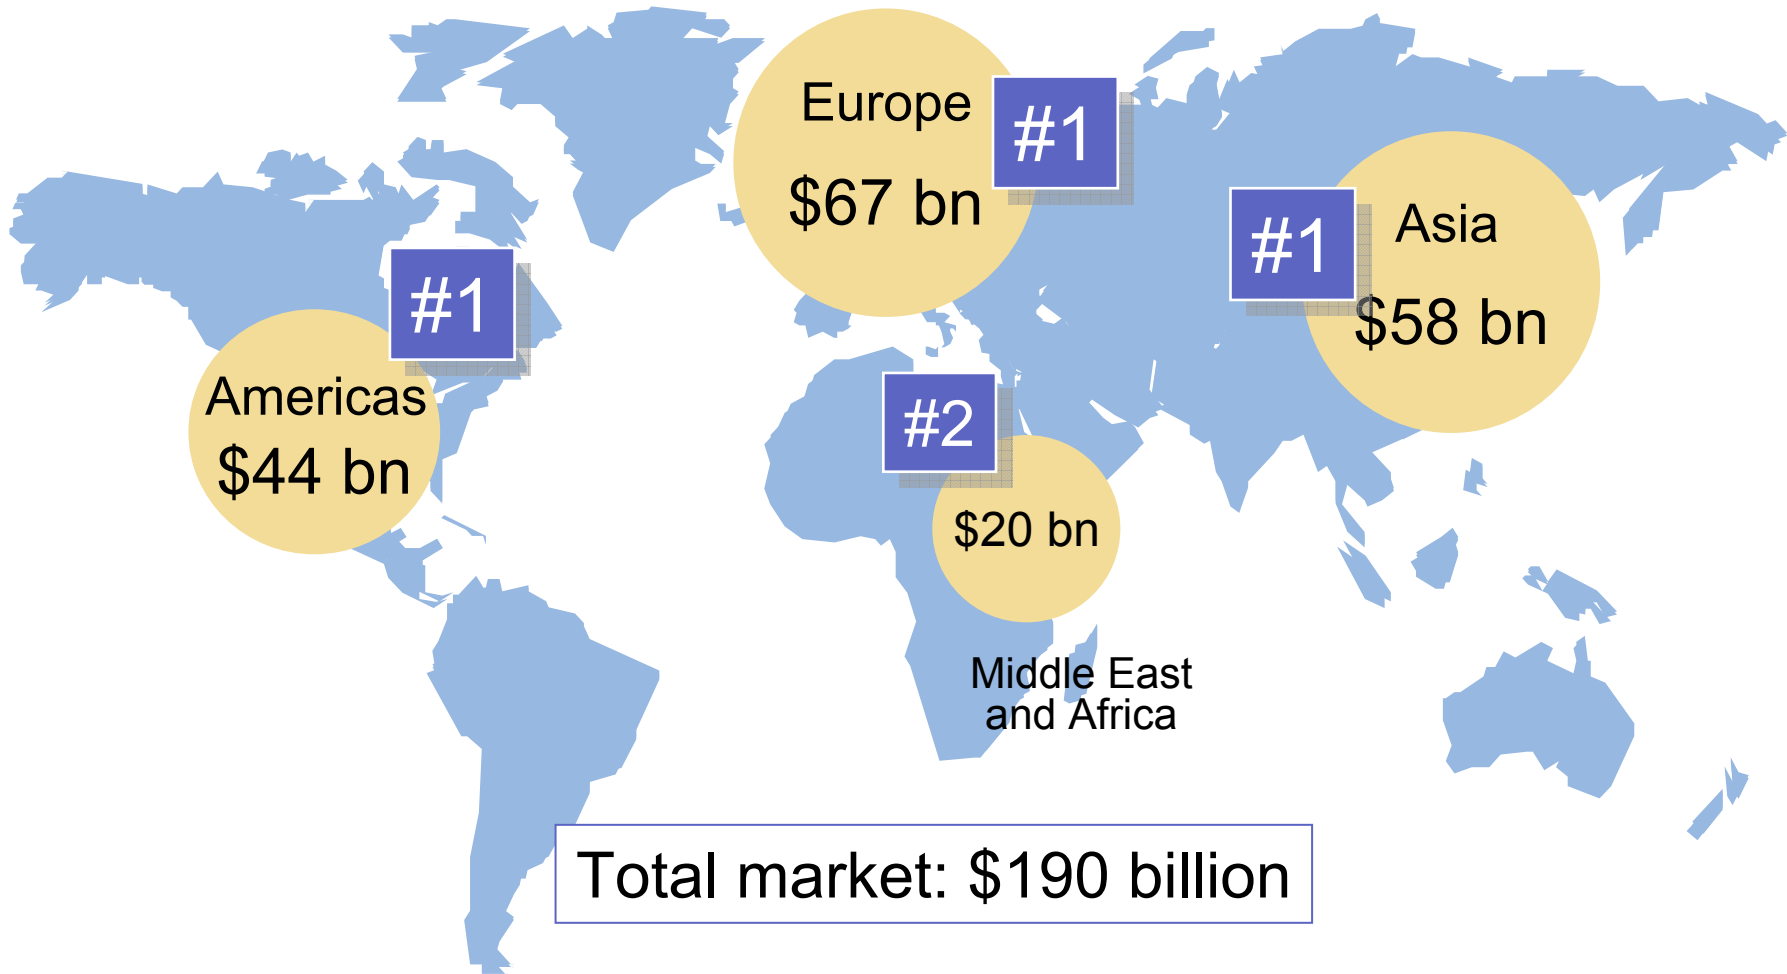 Europe
#1
$67 bn
#1
Asia
$58 bn
#1
Americas
$44 bn
#2
$20 bn
Middle East
and Africa
Total market: $190 billion